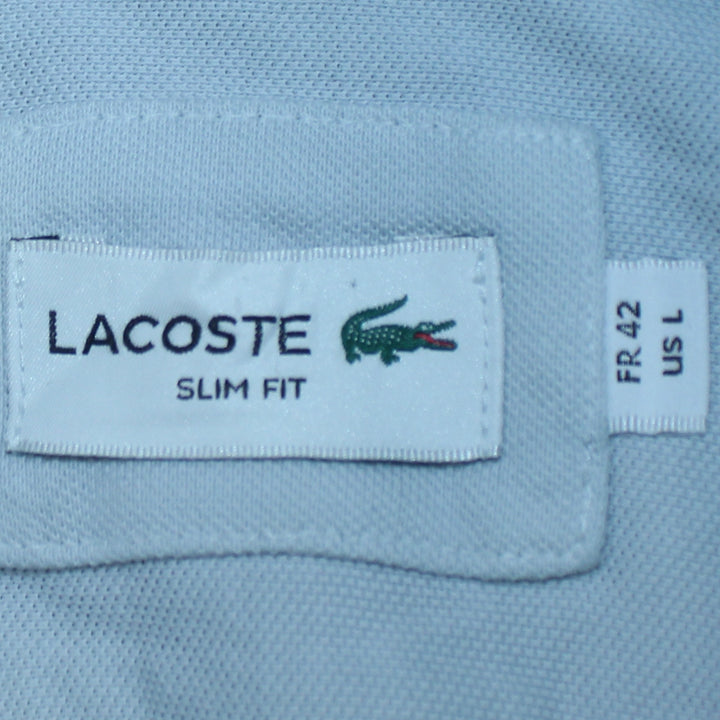 LACOSTE
SLIM FIT
FR 42
US L